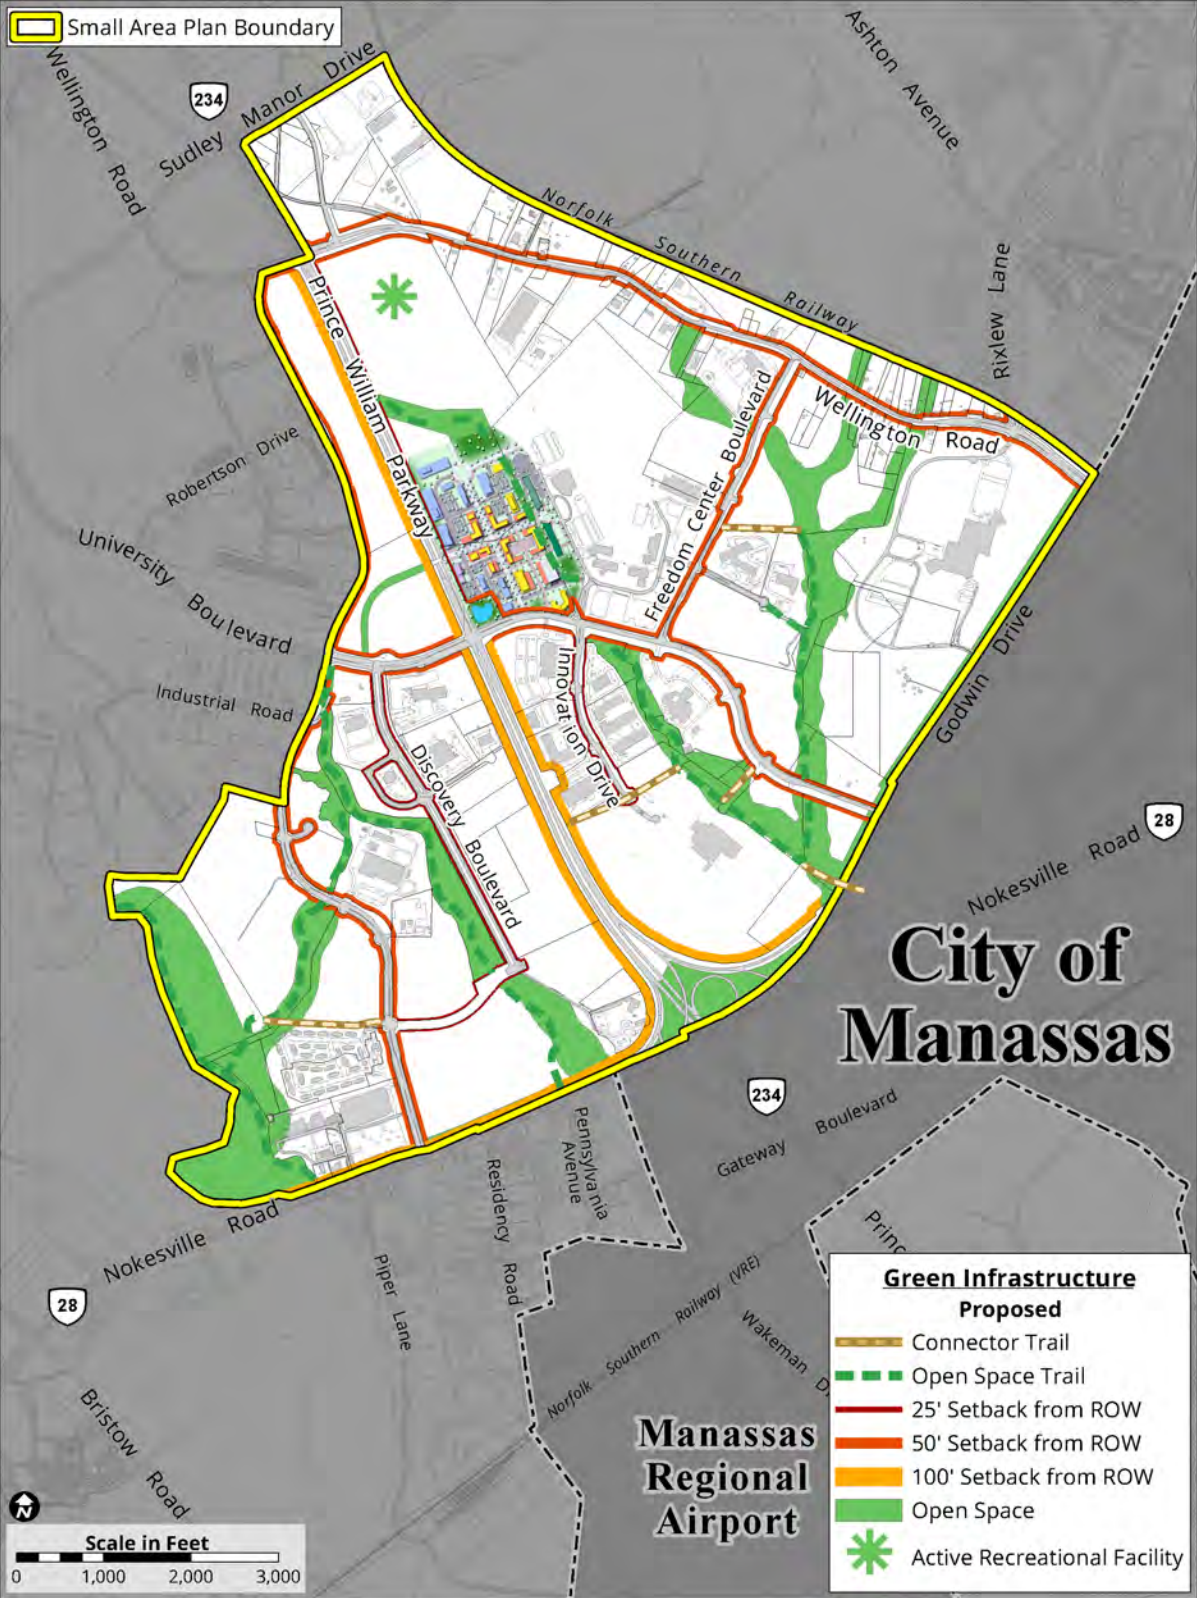 Small Area Plan Boundary
Wellington Road
234
Sudley Manor Drive
Ashton Avenue
Norfolk Southern Railway
Rixlew Lane
Prince William Parkway
Robertson Drive
Freedom Center Boulevard
Wellington Road
University Boulevard
Industrial Road
Innovation Drive
Discovery Boulevard
Godwin Drive
28
Nokesville Road
City of
Manassas
234
Gateway Boulevard
Pennsylvania
Avenue
Residency Road
Nokesville Road
28
Piper Lane
Norfolk Southern Railway (VRE)
Wakeman D
Princ
Bristow Road
Manassas
Regional
Airport
N
Scale in Feet
0 1,000 2,000 3,000
Green Infrastructure
Proposed
Connector Trail
Open Space Trail
25' Setback from ROW
50' Setback from ROW
100' Setback from ROW
Open Space
Active Recreational Facility